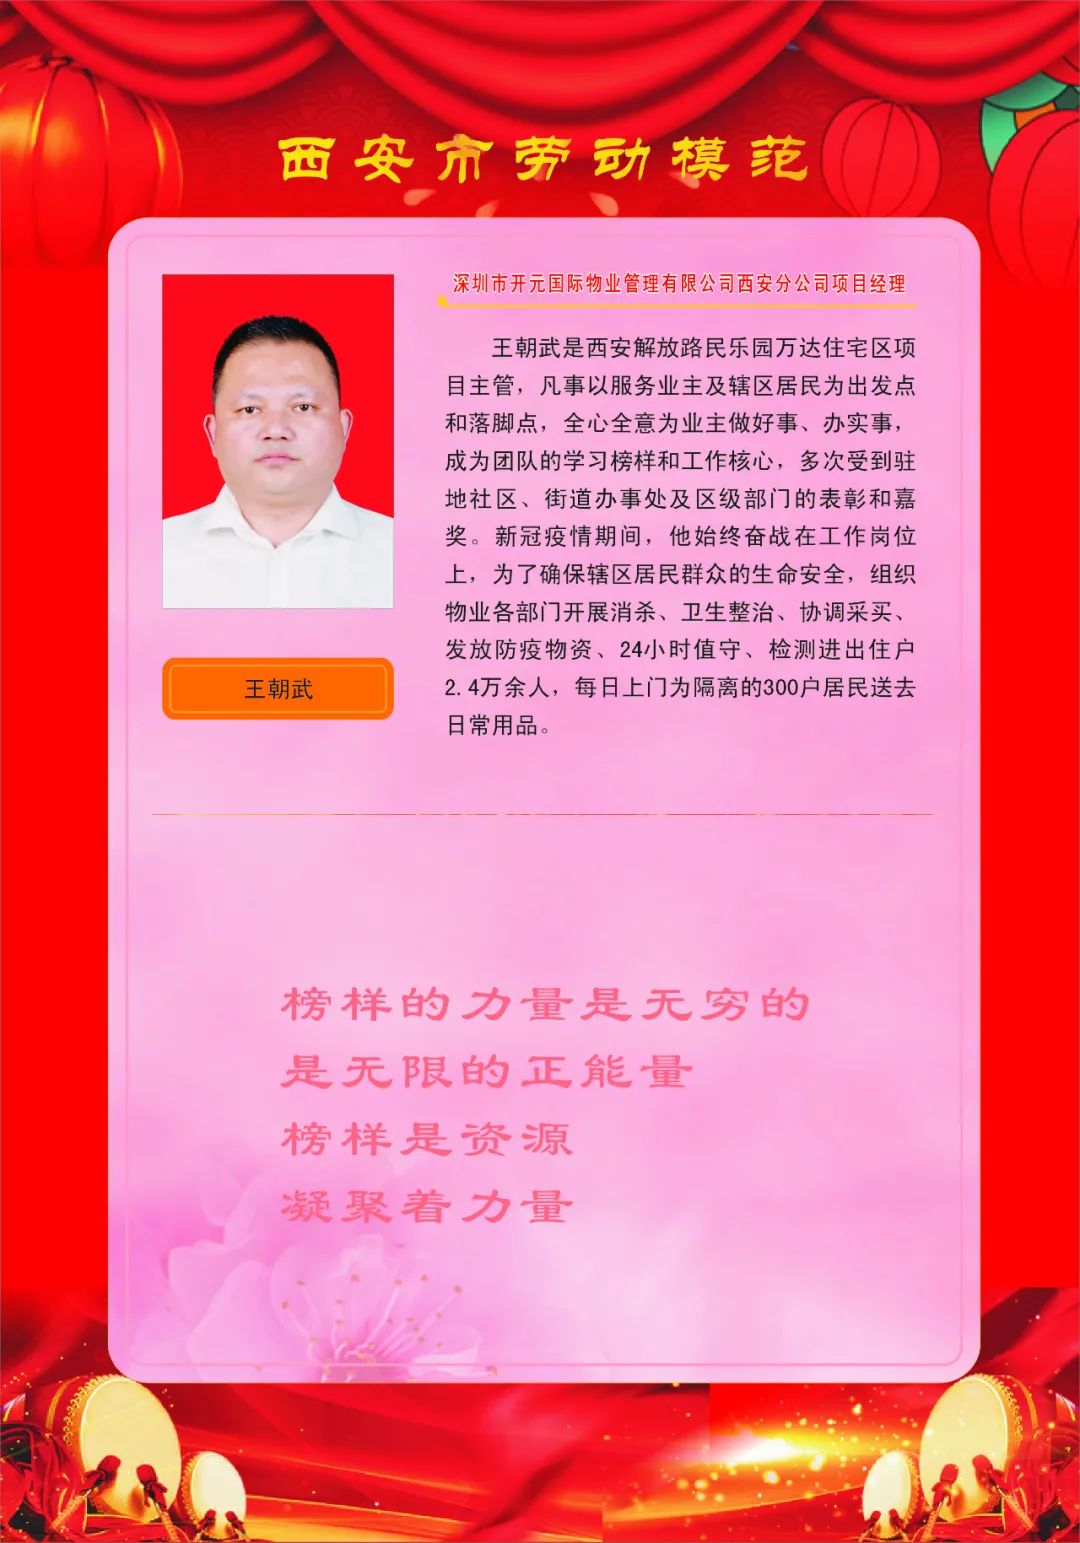 西安市劳动模范
深圳市开元国际物业管理有限公司西安分公司项目经理
王朝武是西安解放路民乐园万达住宅区项
目主管，凡事以服务业主及辖区居民为出发点
和落脚点，全心全意为业主做好事、办实事，
成为团队的学习榜样和工作核心，多次受到驻
地社区、街道办事处及区级部门的表彰和嘉
奖。新冠疫情期间，他始终奋战在工作岗位
上，为了确保辖区居民群众的生命安全，组织
物业各部门开展消杀、卫生整治、协调采买、
发放防疫物资、24小时值守、检测进出住户
2.4万余人，每日上门为隔离的300户居民送去
日常用品。
王朝武
榜样的力量是无穷的
是无限的正能量
榜样是资源
凝聚着力量